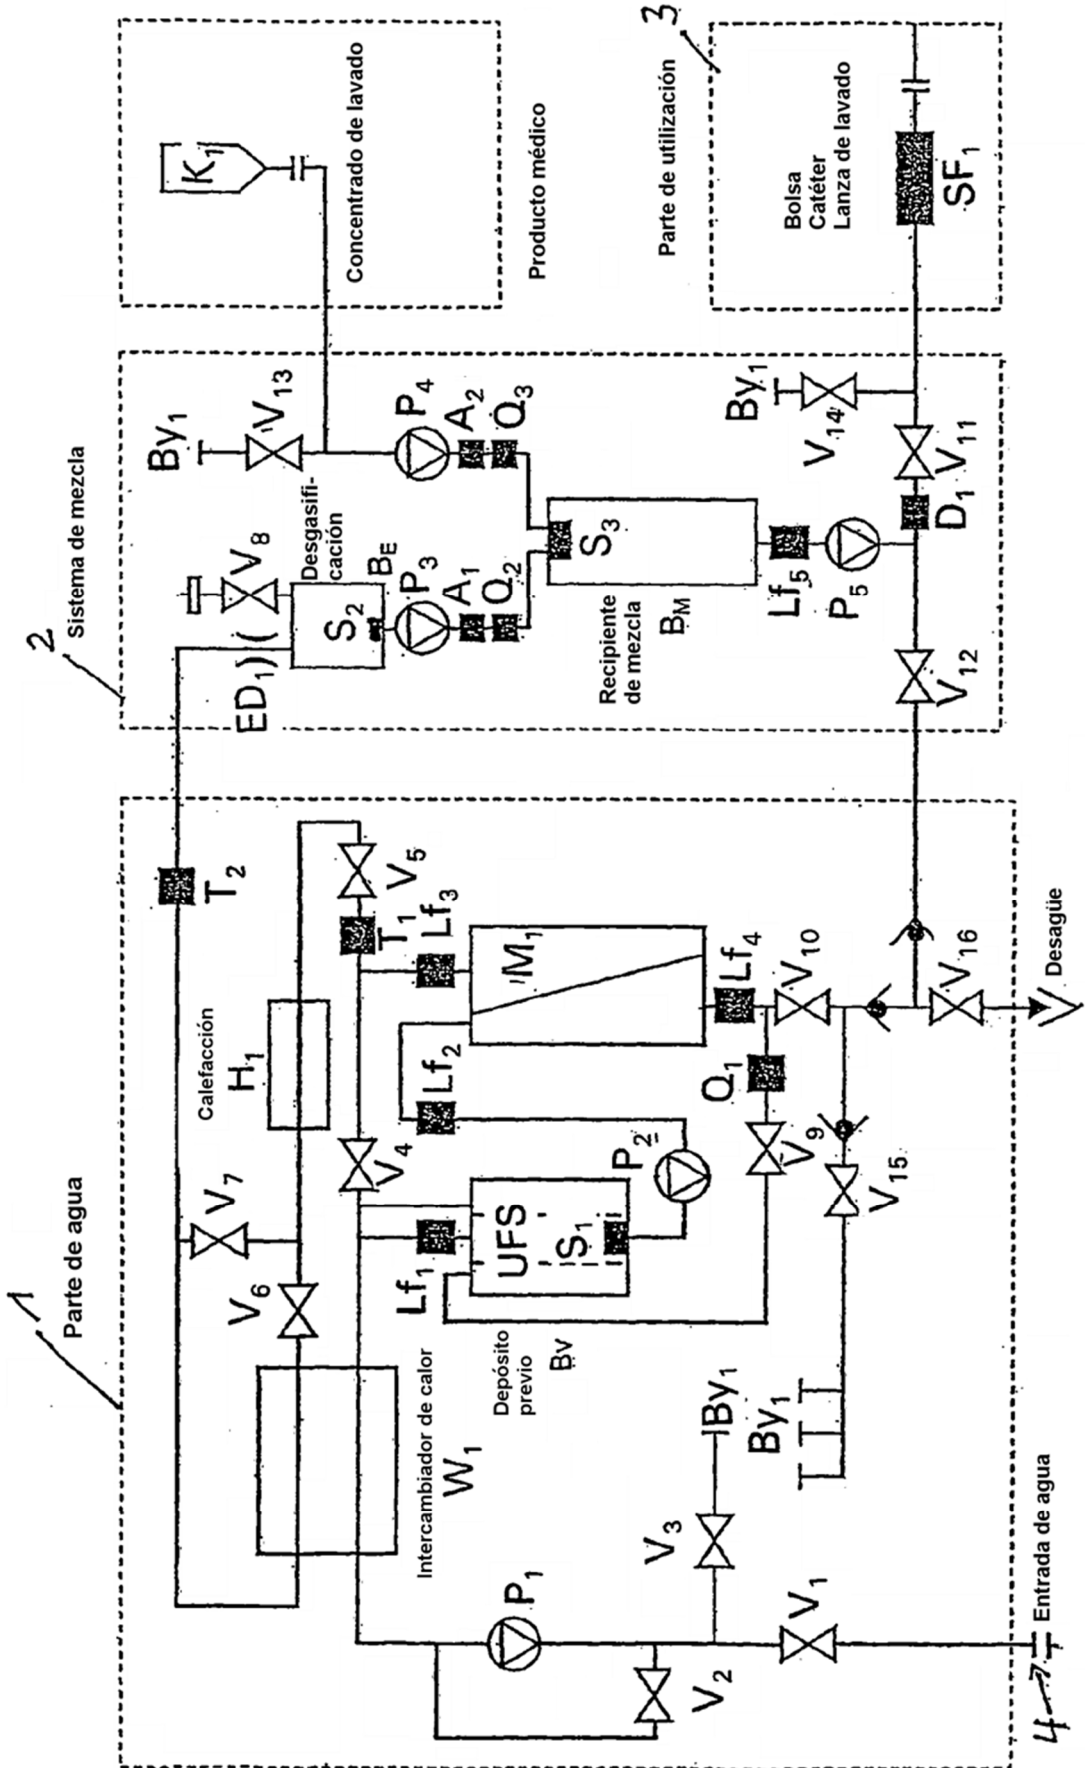 1
Parte de agua
2
Sistema de mezcla
3
Parte de utilización
4
Entrada de agua
Desagüe
Producto médico
Concentrado de lavado
K₁
Bolsa
Catéter
Lanza de lavado
SF₁
By₁
V₁₃
P₄
A₂
Q₃
V₈
Desgasifi-
cación
B_E
ED₁
S₂
P₃
A₁
Q₂
S₃
Recipiente
de mezcla
B_M
Lf₅
P₅
By₁
V₁₄
V₁₁
D₁
V₁₂
T₂
Calefacción
H₁
V₅
T₁
Lf₃
M₁
Lf₄
V₁₀
V₁₆
V₇
V₆
V₄
Lf₂
P₂
Q₁
V₉
V₁₅
Lf₁
UFS
S₁
Depósito
previo
Bv
Intercambiador de calor
W₁
By₁
By₁
V₃
P₁
V₂
V₁